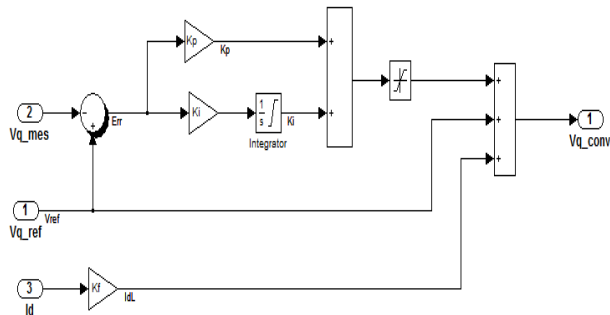 Kp
Kp
+
2
Vq_mes
−
+
Err
Ki
1
s
Integrator
Ki
+
+
+
+
1
Vq_conv
1
Vq_ref
Vref
3
Id
Kf
IdL